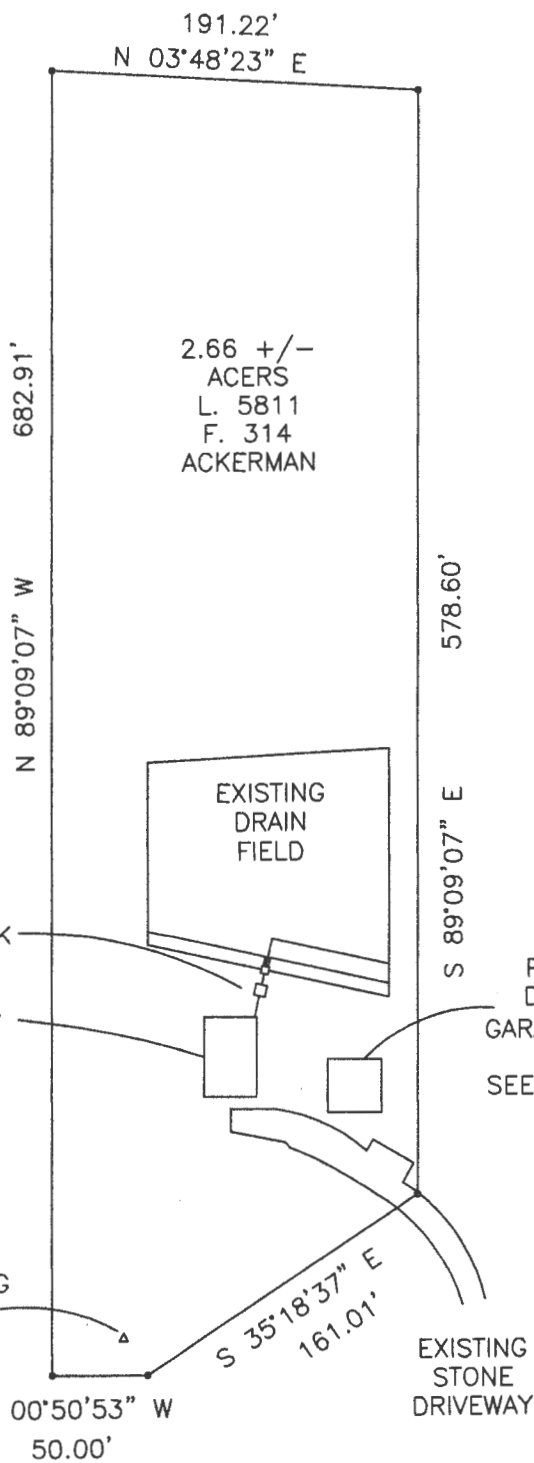 191.22'
N 03°48'23" E
682.91'
N 89°09'07" W
2.66 +/-
ACERS
L. 5811
F. 314
ACKERMAN
578.60'
S 89°09'07" E
EXISTING
DRAIN
FIELD
K
GAR
SEE
G
S 35°18'37" E
161.01'
EXISTING
STONE
DRIVEWAY
00°50'53" W
50.00'